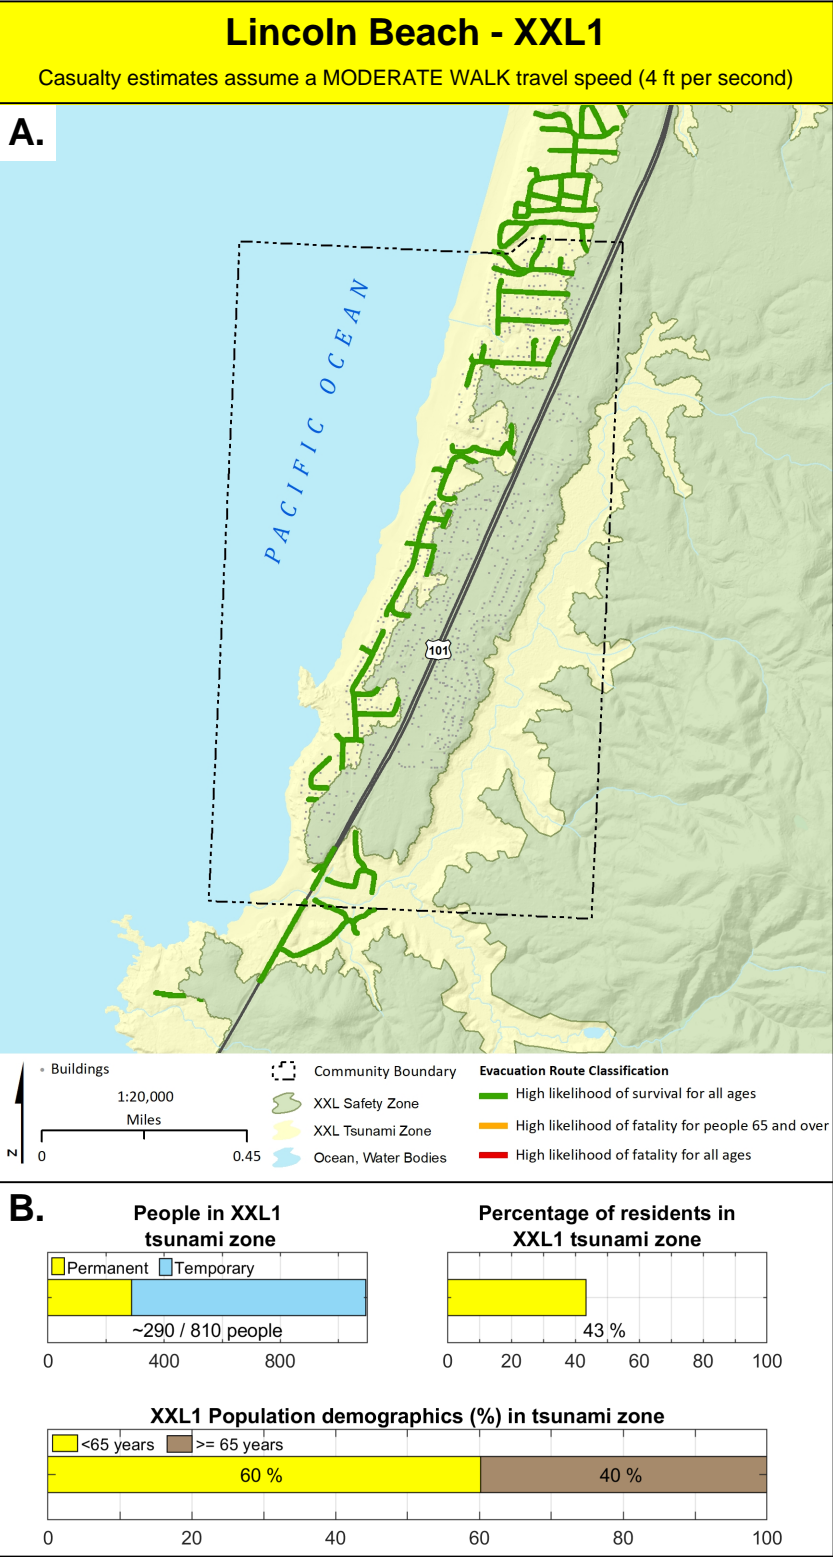 Lincoln Beach - XXL1
Casualty estimates assume a MODERATE WALK travel speed (4 ft per second)
A.
PACIFIC OCEAN
101
Buildings
1:20,000
Miles
0 0.45
N
Community Boundary
XXL Safety Zone
XXL Tsunami Zone
Ocean, Water Bodies
Evacuation Route Classification
High likelihood of survival for all ages
High likelihood of fatality for people 65 and over
High likelihood of fatality for all ages
B.
People in XXL1
tsunami zone
Permanent Temporary
~290 / 810 people
0 400 800
Percentage of residents in
XXL1 tsunami zone
43 %
0 20 40 60 80 100
XXL1 Population demographics (%) in tsunami zone
<65 years >= 65 years
60 % 40 %
0 20 40 60 80 100